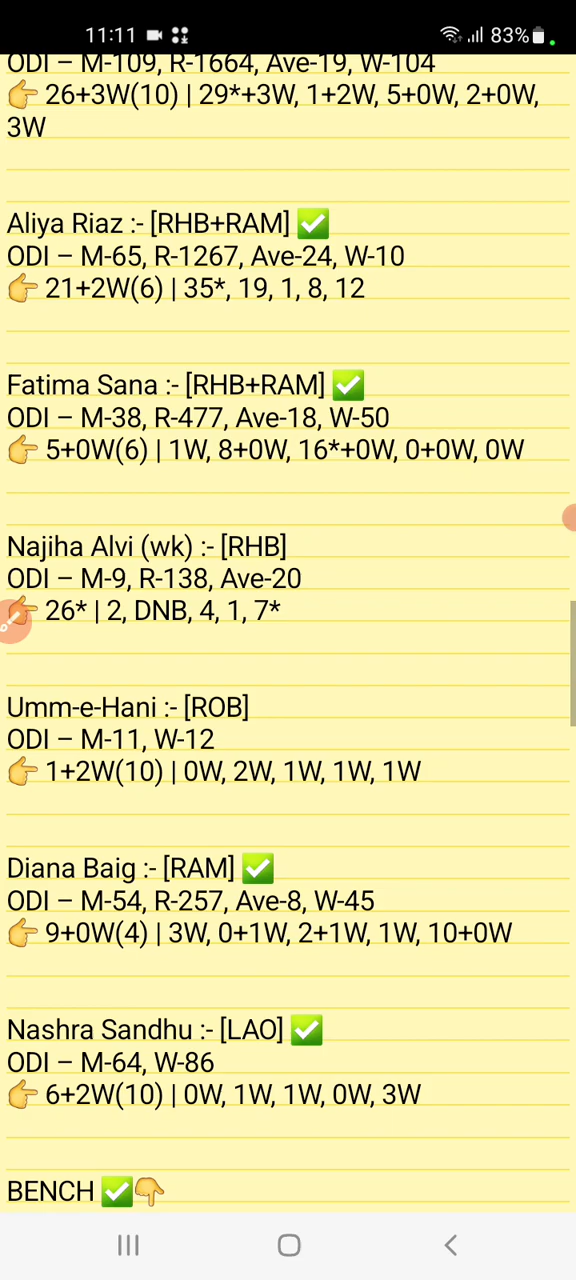 11:11 83%
ODI – M-109, R-1664, Ave-19, W-104
👉 26+3W(10) | 29*+3W, 1+2W, 5+0W, 2+0W,
3W
Aliya Riaz :- [RHB+RAM] ✅
ODI – M-65, R-1267, Ave-24, W-10
👉 21+2W(6) | 35*, 19, 1, 8, 12
Fatima Sana :- [RHB+RAM] ✅
ODI – M-38, R-477, Ave-18, W-50
👉 5+0W(6) | 1W, 8+0W, 16*+0W, 0+0W, 0W
Najiha Alvi (wk) :- [RHB]
ODI – M-9, R-138, Ave-20
👉 26* | 2, DNB, 4, 1, 7*
Umm-e-Hani :- [ROB]
ODI – M-11, W-12
👉 1+2W(10) | 0W, 2W, 1W, 1W, 1W
Diana Baig :- [RAM] ✅
ODI – M-54, R-257, Ave-8, W-45
👉 9+0W(4) | 3W, 0+1W, 2+1W, 1W, 10+0W
Nashra Sandhu :- [LAO] ✅
ODI – M-64, W-86
👉 6+2W(10) | 0W, 1W, 1W, 0W, 3W
BENCH ✅👇